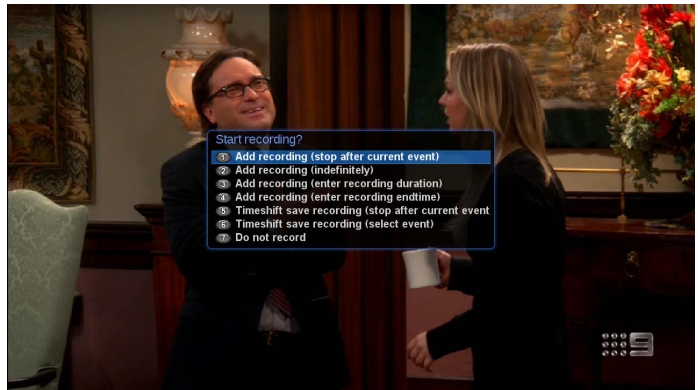 Start recording?
1 Add recording (stop after current event)
2 Add recording (indefinitely)
3 Add recording (enter recording duration)
4 Add recording (enter recording endtime)
5 Timeshift save recording (stop after current event
6 Timeshift save recording (select event)
7 Do not record
9